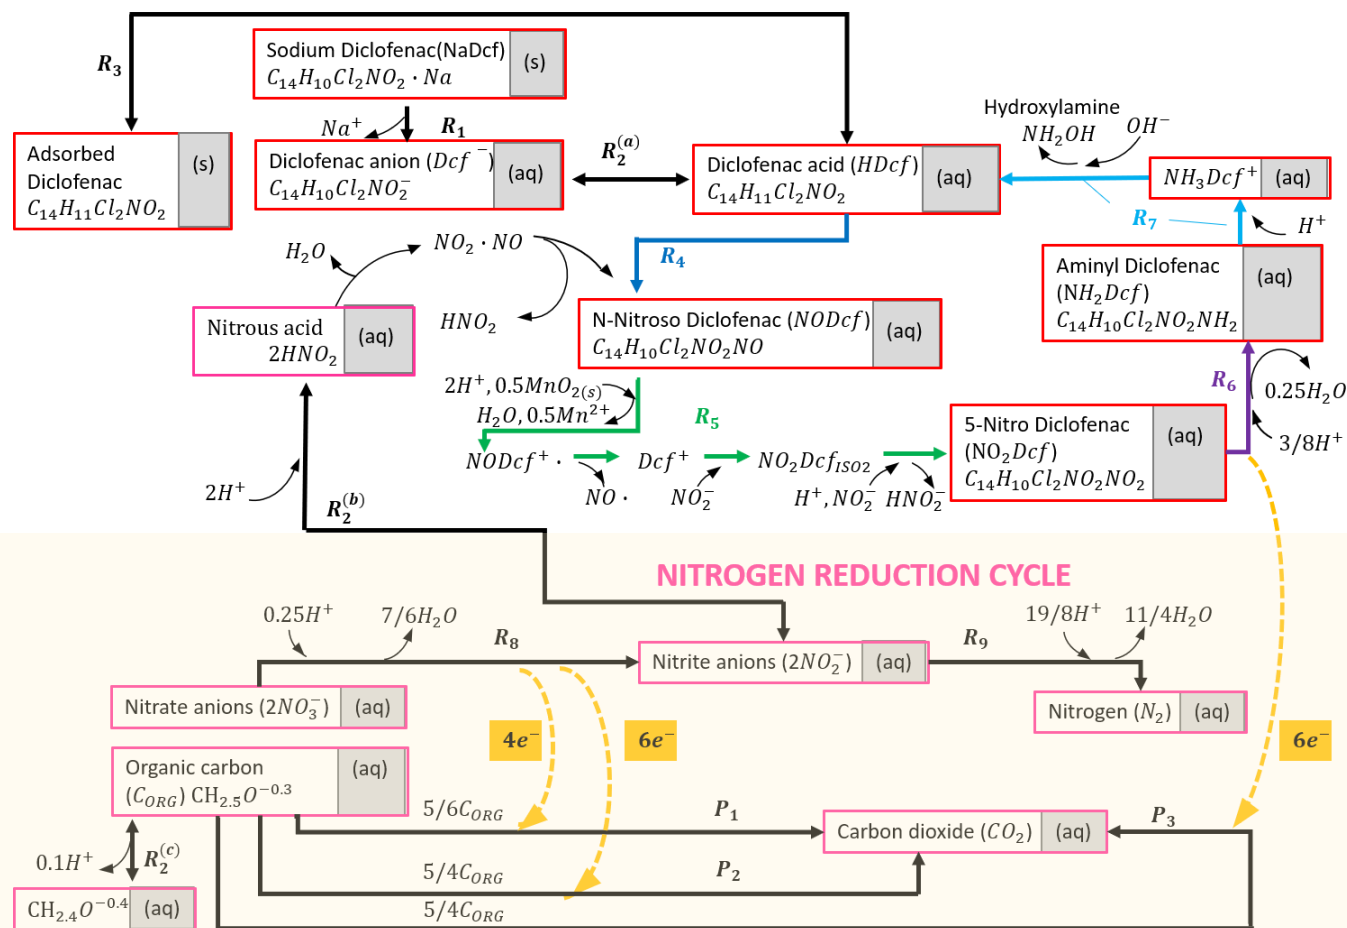 Sodium Diclofenac(NaDcf)
C₁₄H₁₀Cl₂NO₂ · Na
(s)
R₃
Na⁺
R₁
Adsorbed
Diclofenac
C₁₄H₁₁Cl₂NO₂
(s)
Diclofenac anion (Dcf ⁻)
C₁₄H₁₀Cl₂NO₂⁻
(aq)
R₂⁽ᵃ⁾
Diclofenac acid (HDcf)
C₁₄H₁₁Cl₂NO₂
(aq)
Hydroxylamine
NH₂OH
OH⁻
NH₃Dcf⁺
(aq)
R₇
H⁺
H₂O
NO₂ · NO
HNO₂
R₄
Aminyl Diclofenac
(NH₂Dcf)
C₁₄H₁₀Cl₂NO₂NH₂
(aq)
Nitrous acid
2HNO₂
(aq)
N-Nitroso Diclofenac (NODcf)
C₁₄H₁₀Cl₂NO₂NO
(aq)
2H⁺, 0.5MnO₂₍ₛ₎
H₂O, 0.5Mn²⁺
R₅
R₆
0.25H₂O
3/8H⁺
5-Nitro Diclofenac
(NO₂Dcf)
C₁₄H₁₀Cl₂NO₂NO₂
(aq)
NODcf⁺ ·
Dcf⁺
NO₂Dcf_ISO2
NO ·
NO₂⁻
H⁺, NO₂⁻
HNO₂⁻
2H⁺
R₂⁽ᵇ⁾
NITROGEN REDUCTION CYCLE
0.25H⁺
7/6H₂O
R₈
Nitrite anions (2NO₂⁻)
(aq)
R₉
19/8H⁺
11/4H₂O
Nitrate anions (2NO₃⁻)
(aq)
Nitrogen (N₂)
(aq)
4e⁻
6e⁻
6e⁻
Organic carbon
(C_ORG) CH₂.₅O⁻⁰·³
(aq)
5/6C_ORG
P₁
Carbon dioxide (CO₂)
(aq)
P₃
0.1H⁺
R₂⁽ᶜ⁾
5/4C_ORG
P₂
CH₂.₄O⁻⁰·⁴
(aq)
5/4C_ORG